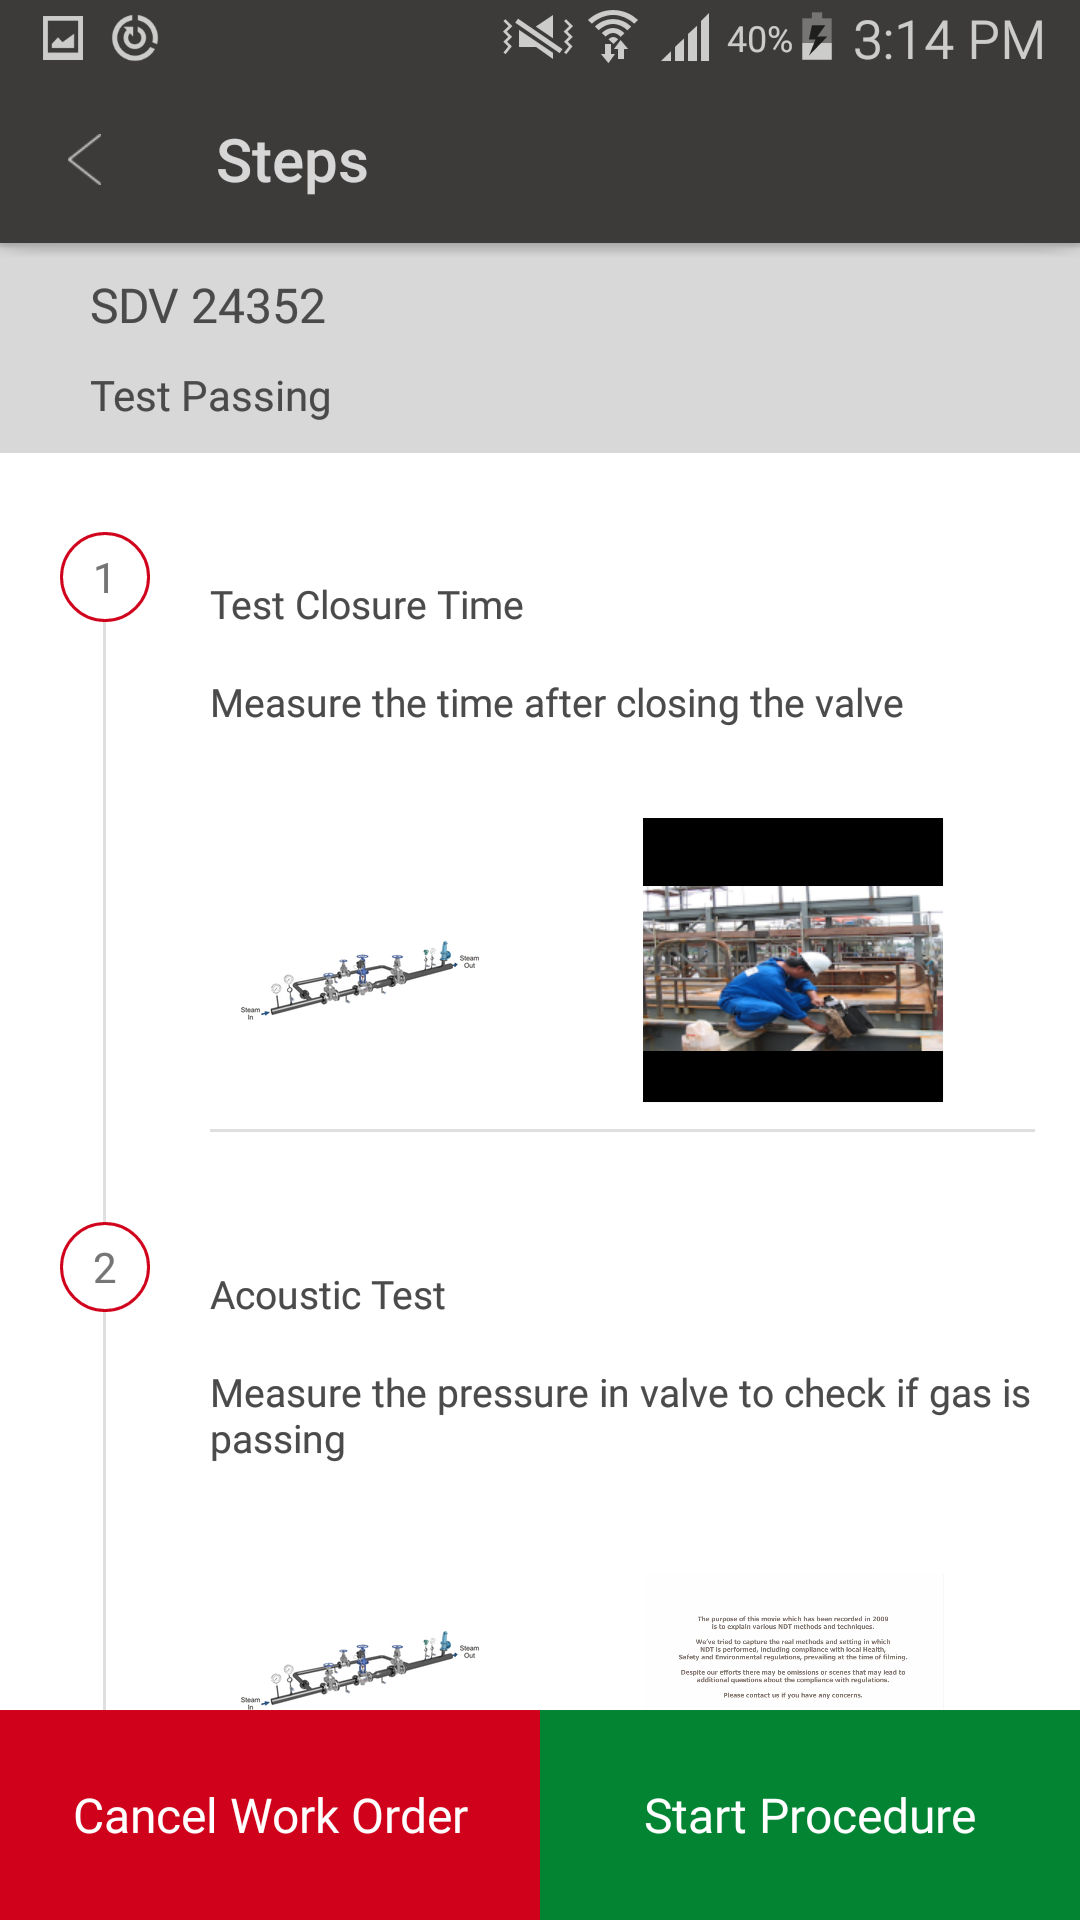 40% 3:14 PM
Steps
SDV 24352
Test Passing
1
Test Closure Time
Measure the time after closing the valve
Steam
Out
Steam
In
2
Acoustic Test
Measure the pressure in valve to check if gas is
passing
Steam
Out
Steam
In
The purpose of this movie which has been recorded in 2009
is to explain various NDT methods and techniques.
We've tried to capture the real methods and setting in which
NDT is performed, including compliance with local Health,
Safety and Environmental regulations, prevailing at the time of filming.
Despite our efforts there may be omissions or scenes that may lead to
additional questions about the compliance with regulations.
Please contact us if you have any concerns.
Cancel Work Order
Start Procedure